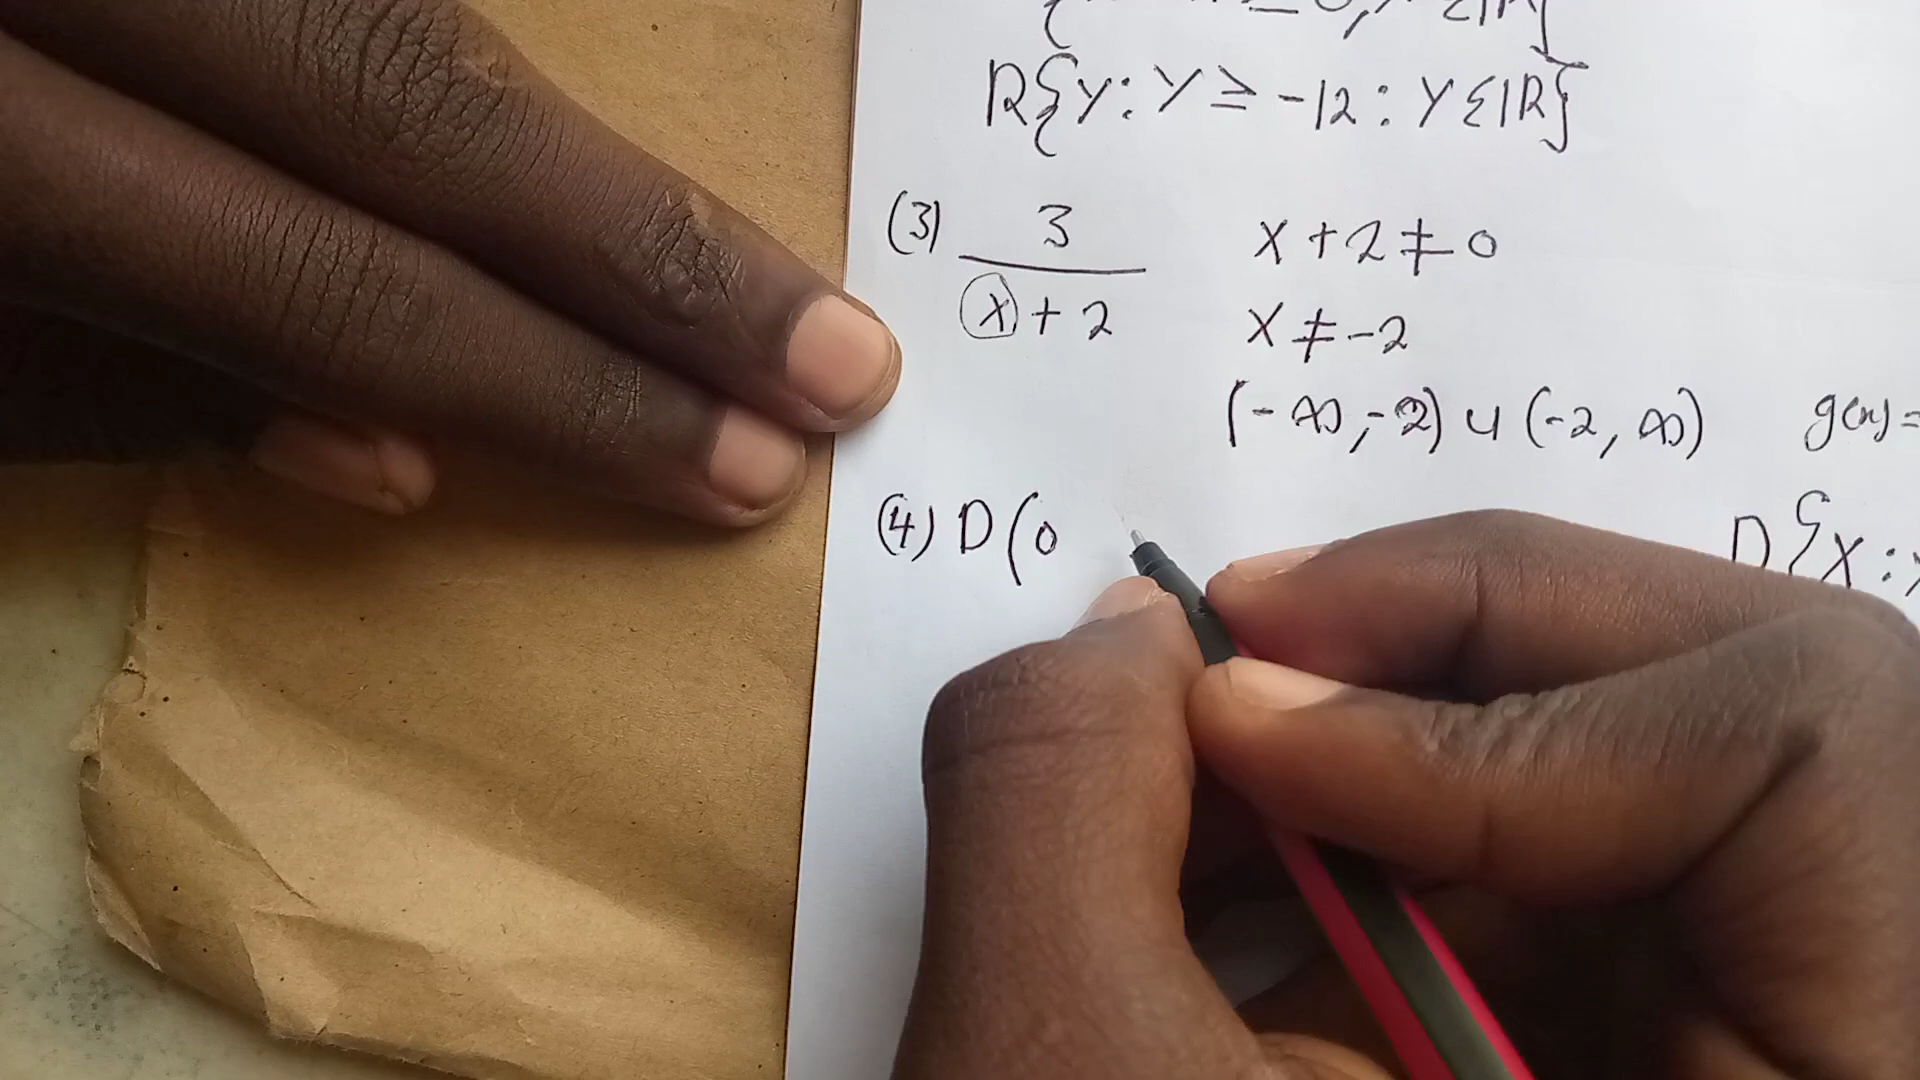 R{Y: Y ≥ -12 : Y ε IR}
(3) 3 x + 2 ≠ 0
x + 2 x ≠ -2
(-∞, -2) u (-2, ∞) g(x) =
(4) D(0 D{x: